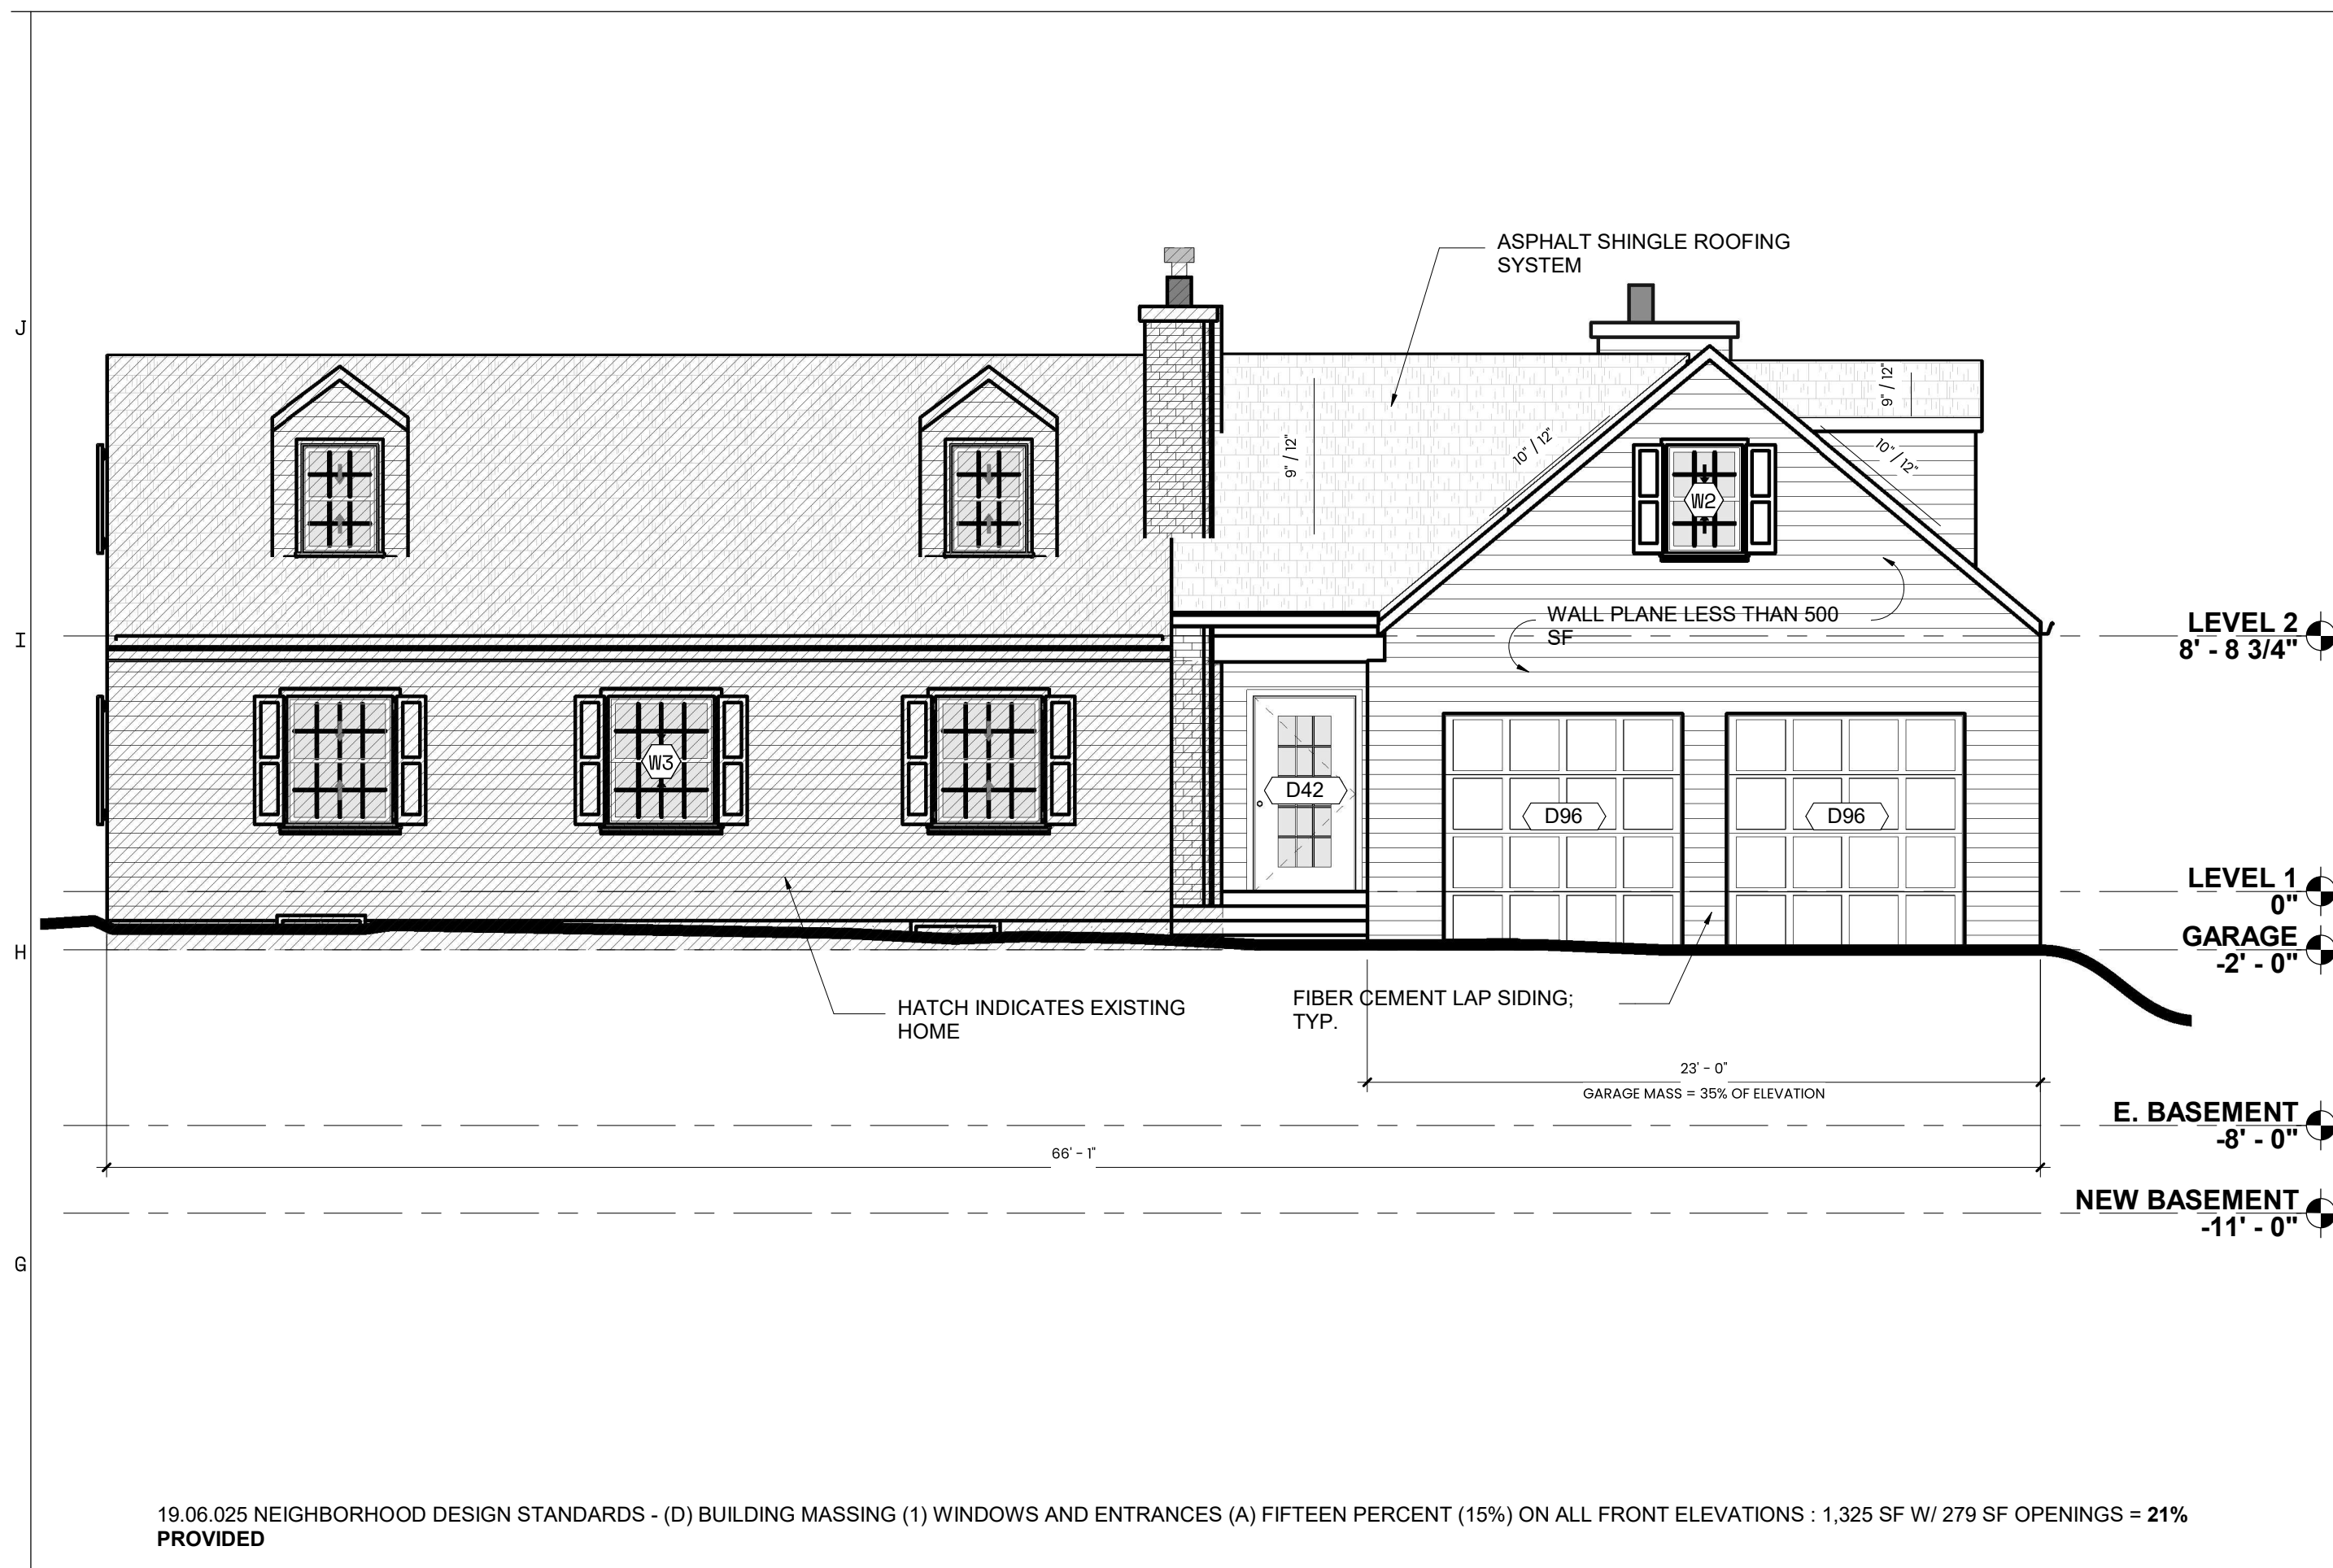 ASPHALT SHINGLE ROOFING
SYSTEM
J
9" / 12"
10" / 12"
9" / 12"
10" / 12"
W2
WALL PLANE LESS THAN 500
SF
I
LEVEL 2
8' - 8 3/4"
W3
D42
D96
D96
LEVEL 1
0"
H
GARAGE
-2' - 0"
HATCH INDICATES EXISTING
HOME
FIBER CEMENT LAP SIDING;
TYP.
23' - 0"
GARAGE MASS = 35% OF ELEVATION
E. BASEMENT
-8' - 0"
66' - 1"
NEW BASEMENT
-11' - 0"
G
19.06.025 NEIGHBORHOOD DESIGN STANDARDS - (D) BUILDING MASSING (1) WINDOWS AND ENTRANCES (A) FIFTEEN PERCENT (15%) ON ALL FRONT ELEVATIONS : 1,325 SF W/ 279 SF OPENINGS = 21%
PROVIDED